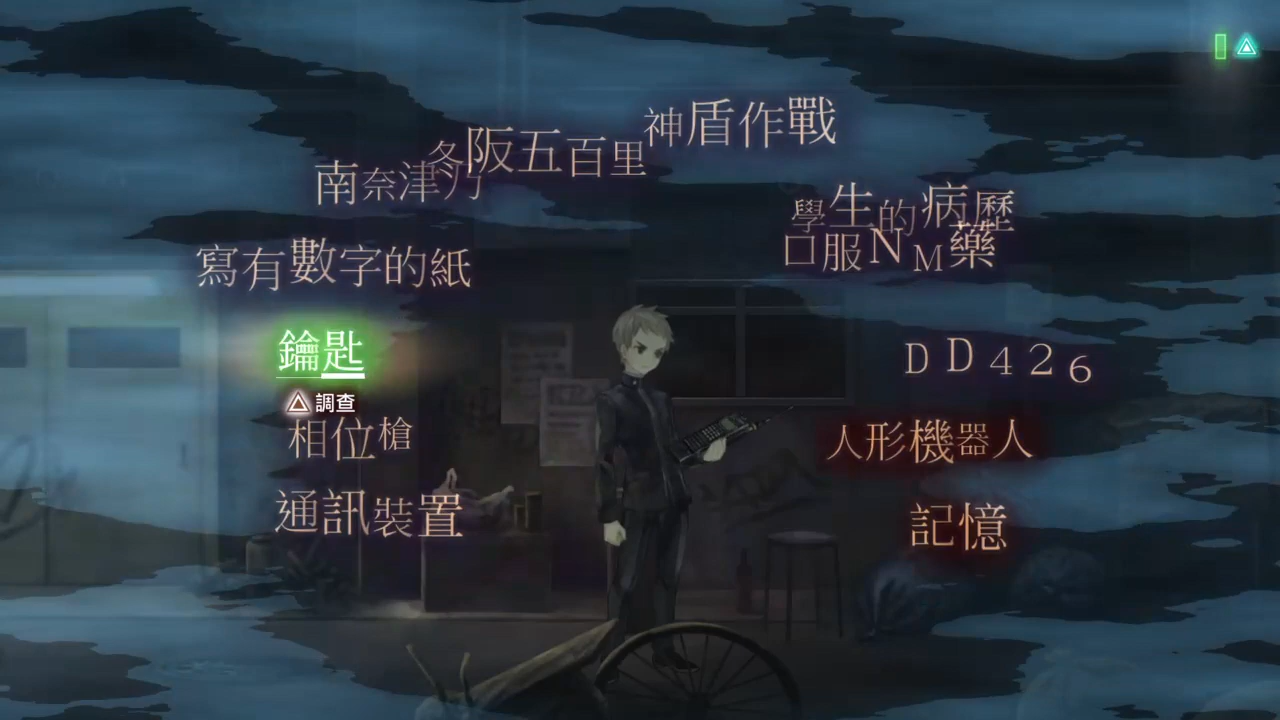 神盾作戰
冬阪五百里
南奈津乃
學生的病歷
口服NM藥
寫有數字的紙
鑰匙
調查
DD426
相位槍
人形機器人
通訊裝置
記憶